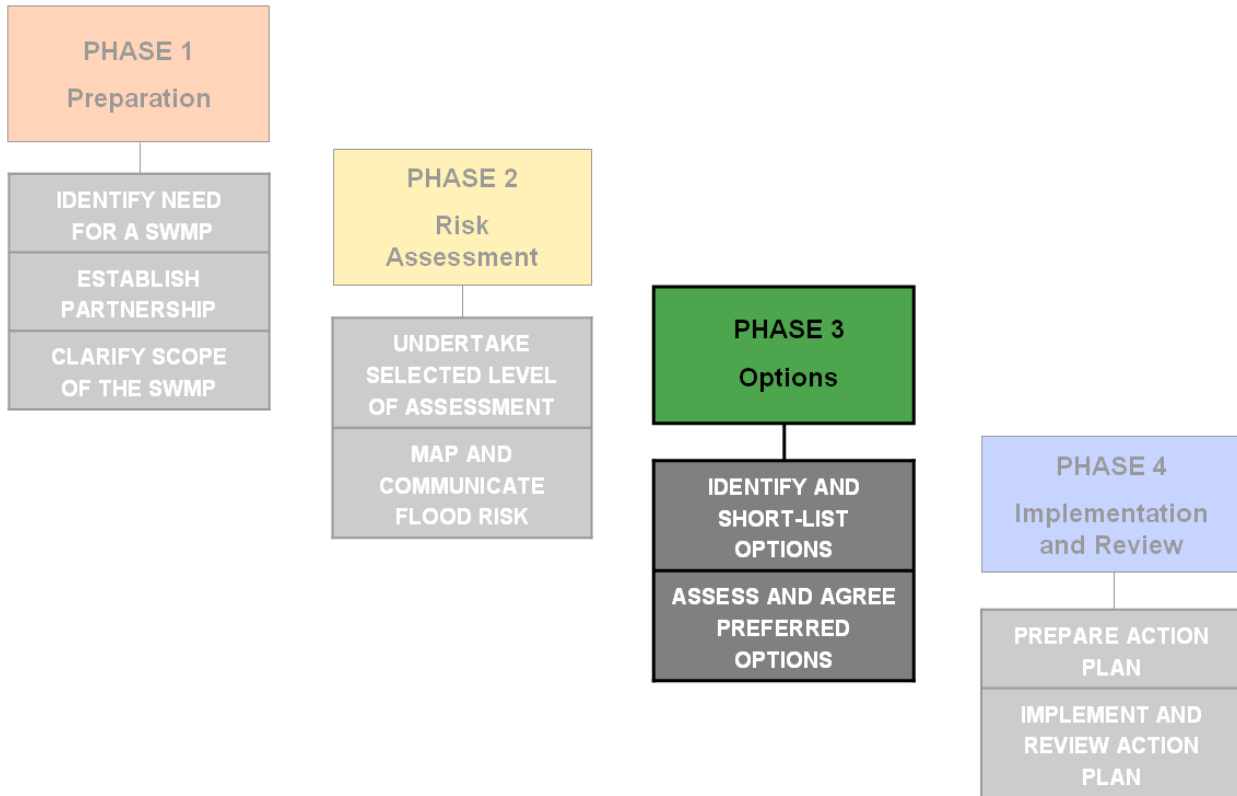 PHASE 1
Preparation
IDENTIFY NEED
FOR A SWMP
ESTABLISH
PARTNERSHIP
CLARIFY SCOPE
OF THE SWMP
PHASE 2
Risk
Assessment
UNDERTAKE
SELECTED LEVEL
OF ASSESSMENT
MAP AND
COMMUNICATE
FLOOD RISK
PHASE 3
Options
IDENTIFY AND
SHORT-LIST
OPTIONS
ASSESS AND AGREE
PREFERRED
OPTIONS
PHASE 4
Implementation
and Review
PREPARE ACTION
PLAN
IMPLEMENT AND
REVIEW ACTION
PLAN